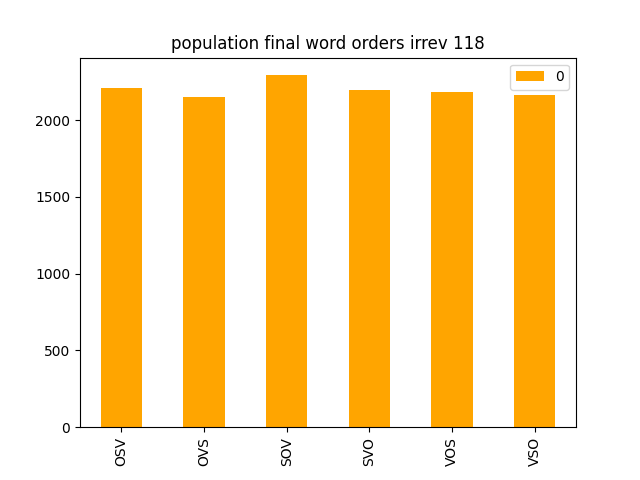 population final word orders irrev 118
0
2000
1500
1000
500
0
OSV
OVS
SOV
SVO
VOS
VSO